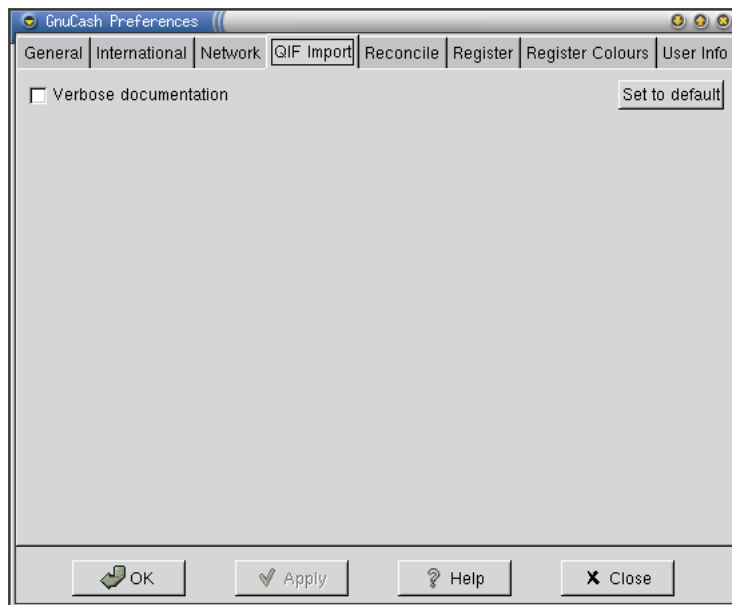 GnuCash Preferences
General International Network QIF Import Reconcile Register Register Colours User Info
Verbose documentation Set to default
OK Apply Help Close